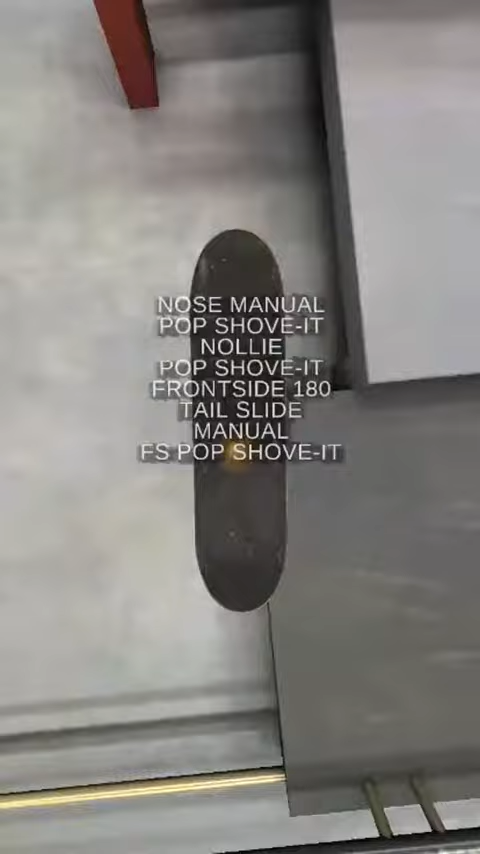 NOSE MANUAL
POP SHOVE-IT
NOLLIE
POP SHOVE-IT
FRONTSIDE 180
TAIL SLIDE
MANUAL
FS POP SHOVE-IT